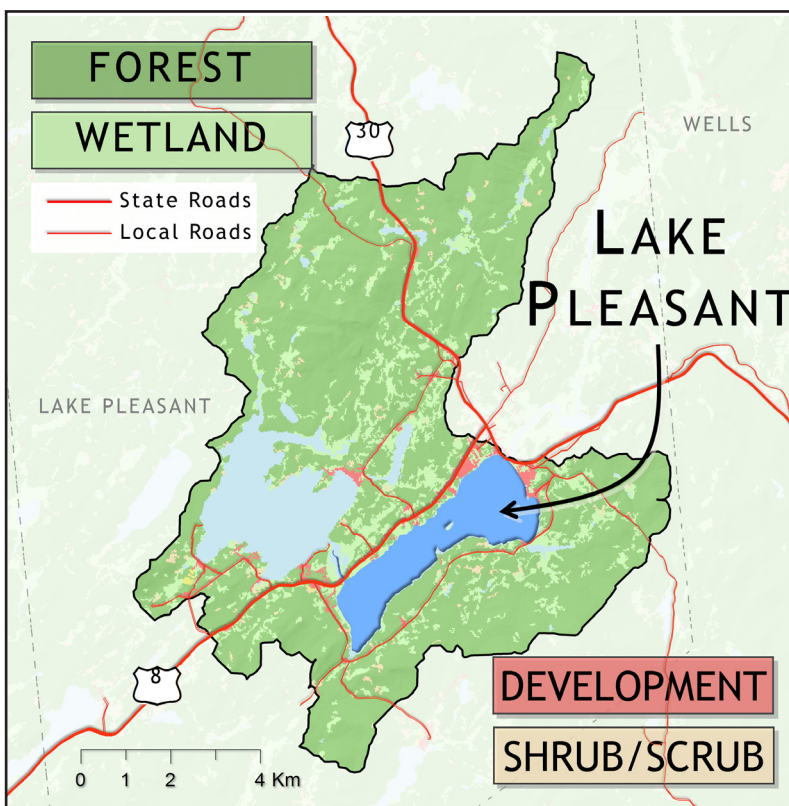 FOREST
WETLAND
State Roads
Local Roads
30
WELLS
LAKE
PLEASANT
LAKE PLEASANT
8
DEVELOPMENT
SHRUB/SCRUB
0 1 2 4 Km